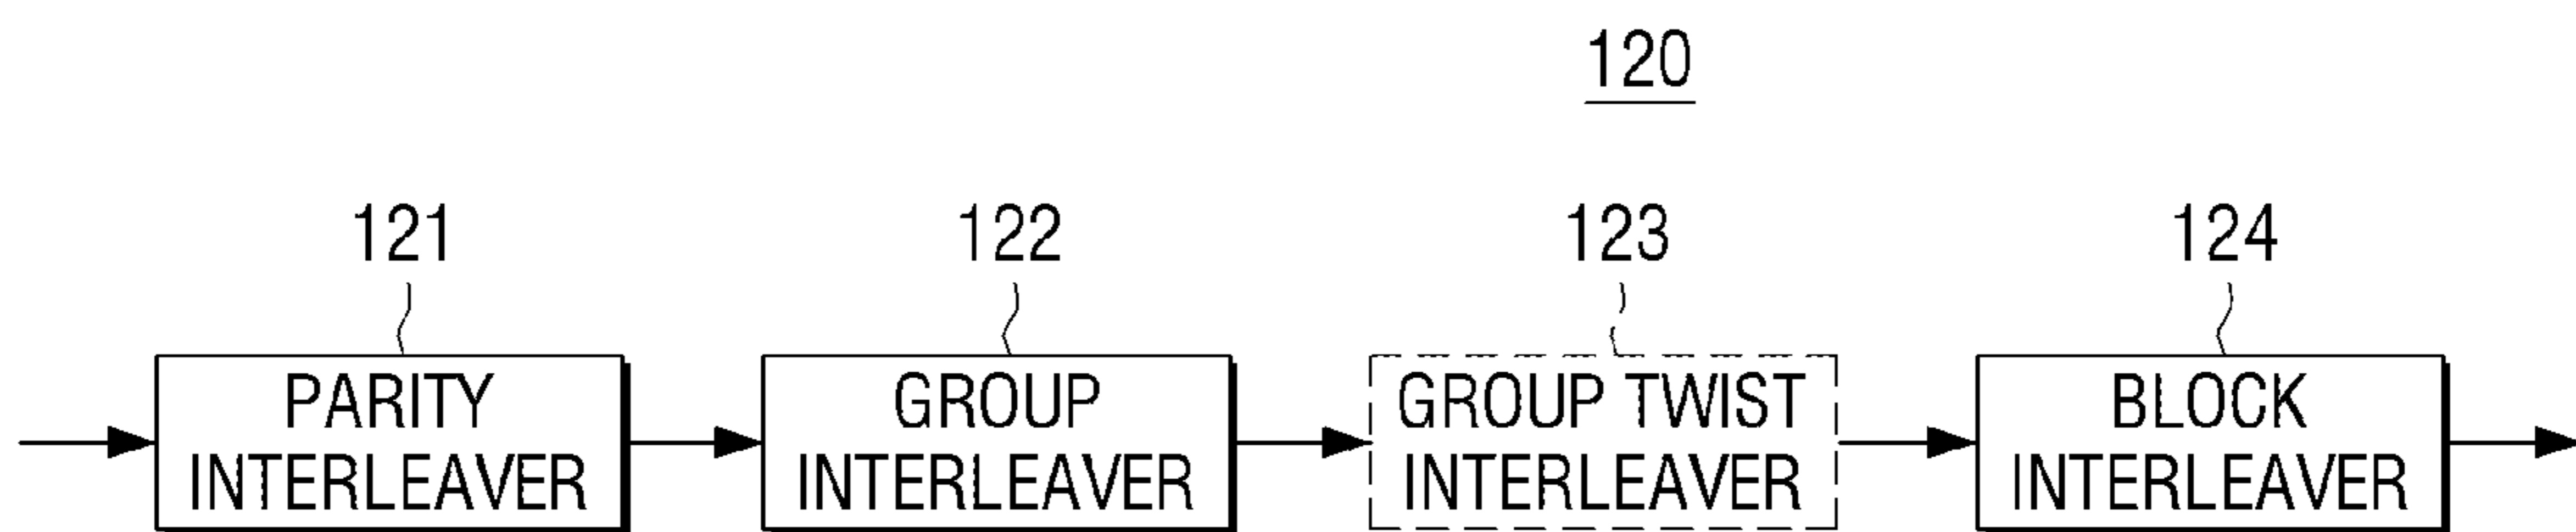 120
121
122
123
124
PARITY
INTERLEAVER
GROUP
INTERLEAVER
GROUP TWIST
INTERLEAVER
BLOCK
INTERLEAVER